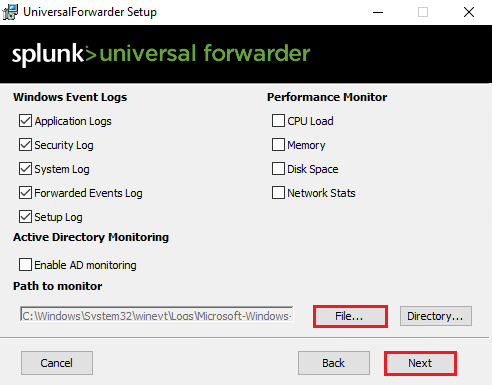 UniversalForwarder Setup
splunk>universal forwarder
Windows Event Logs
Performance Monitor
Application Logs
CPU Load
Security Log
Memory
System Log
Disk Space
Forwarded Events Log
Network Stats
Setup Log
Active Directory Monitoring
Enable AD monitoring
Path to monitor
C:\Windows\System32\winevt\Logs\Microsoft-Windows-
File...
Directory...
Cancel
Back
Next